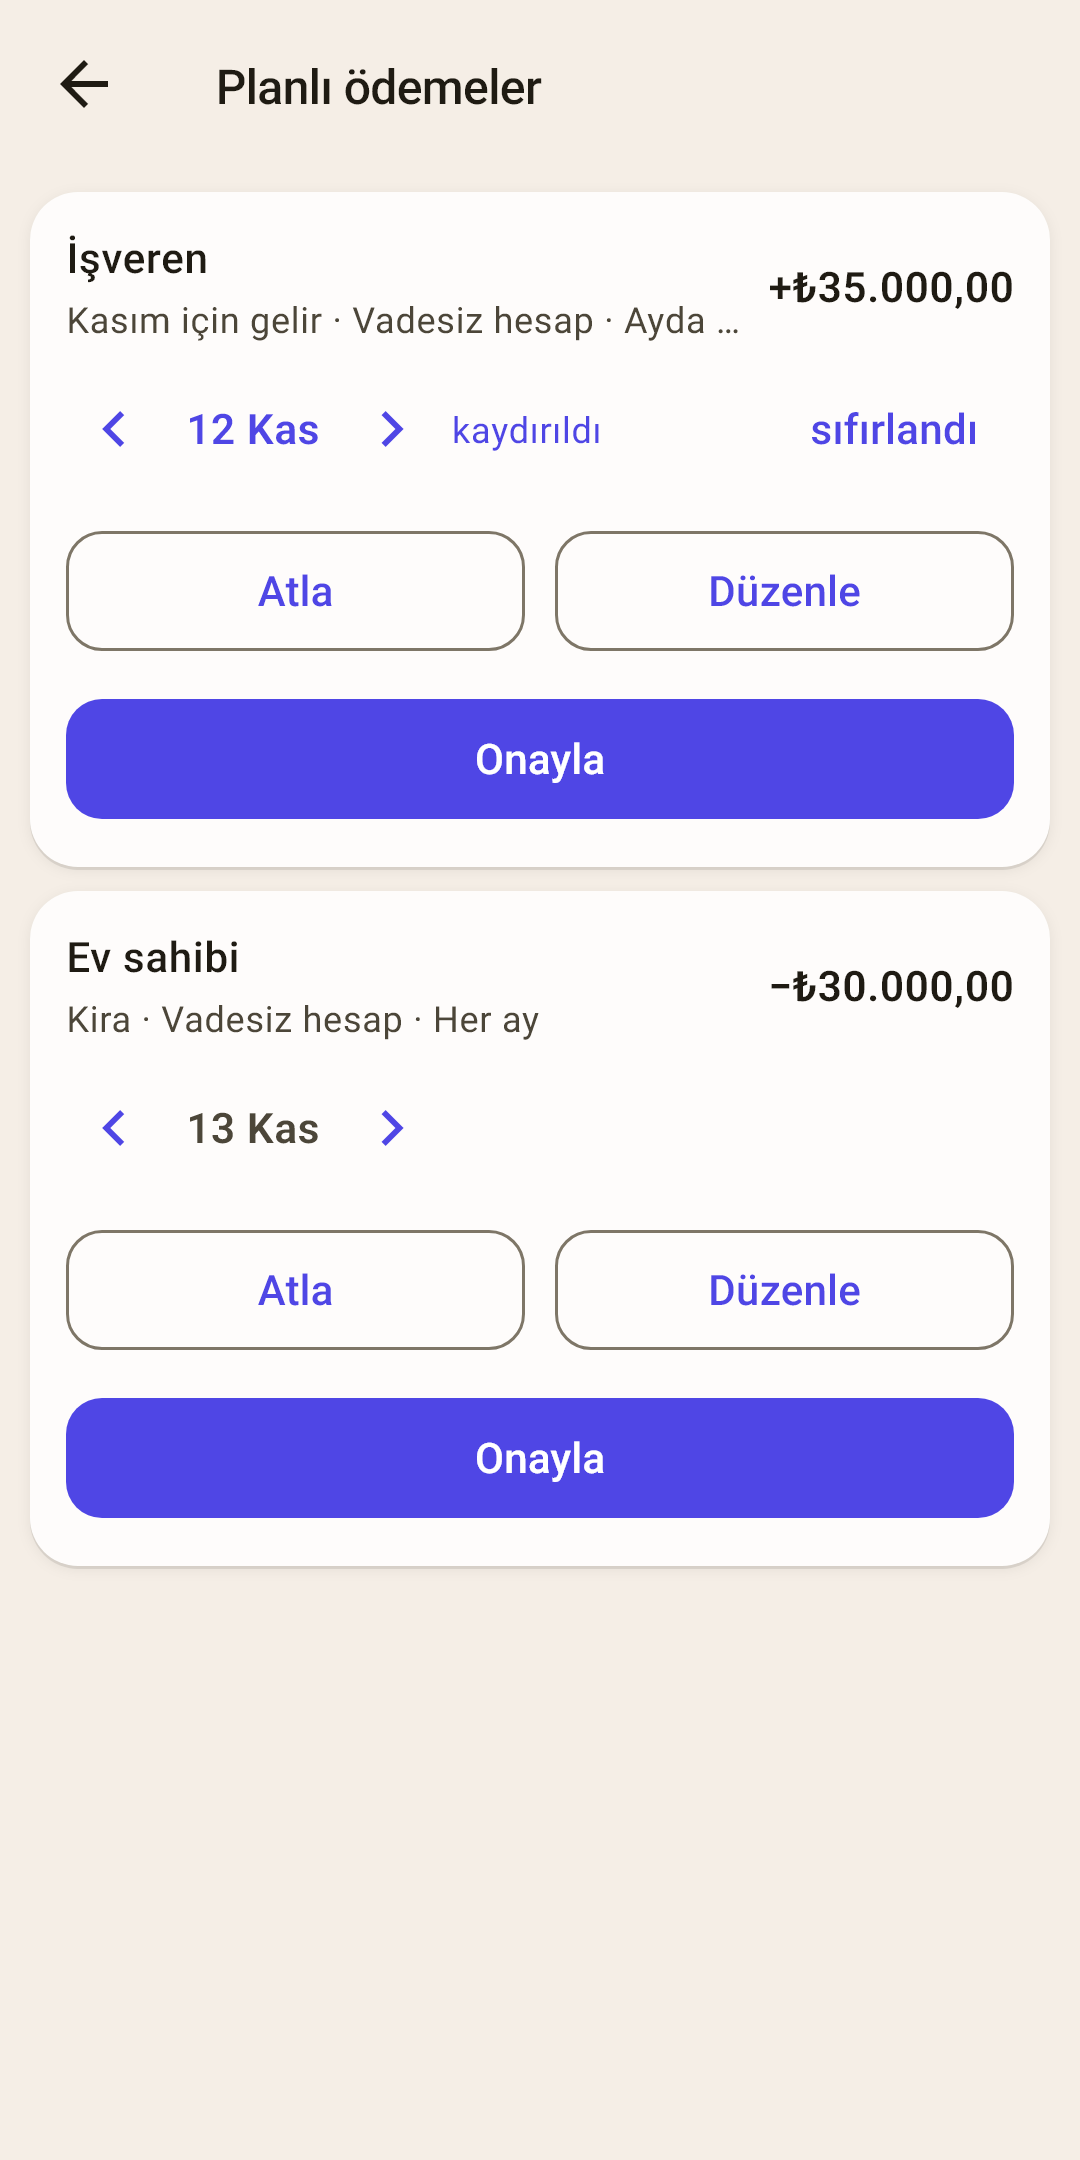 Planlı ödemeler
İşveren
+₺35.000,00
Kasım için gelir · Vadesiz hesap · Ayda ...
12 Kas kaydırıldı sıfırlandı
Atla Düzenle
Onayla
Ev sahibi
−₺30.000,00
Kira · Vadesiz hesap · Her ay
13 Kas
Atla Düzenle
Onayla